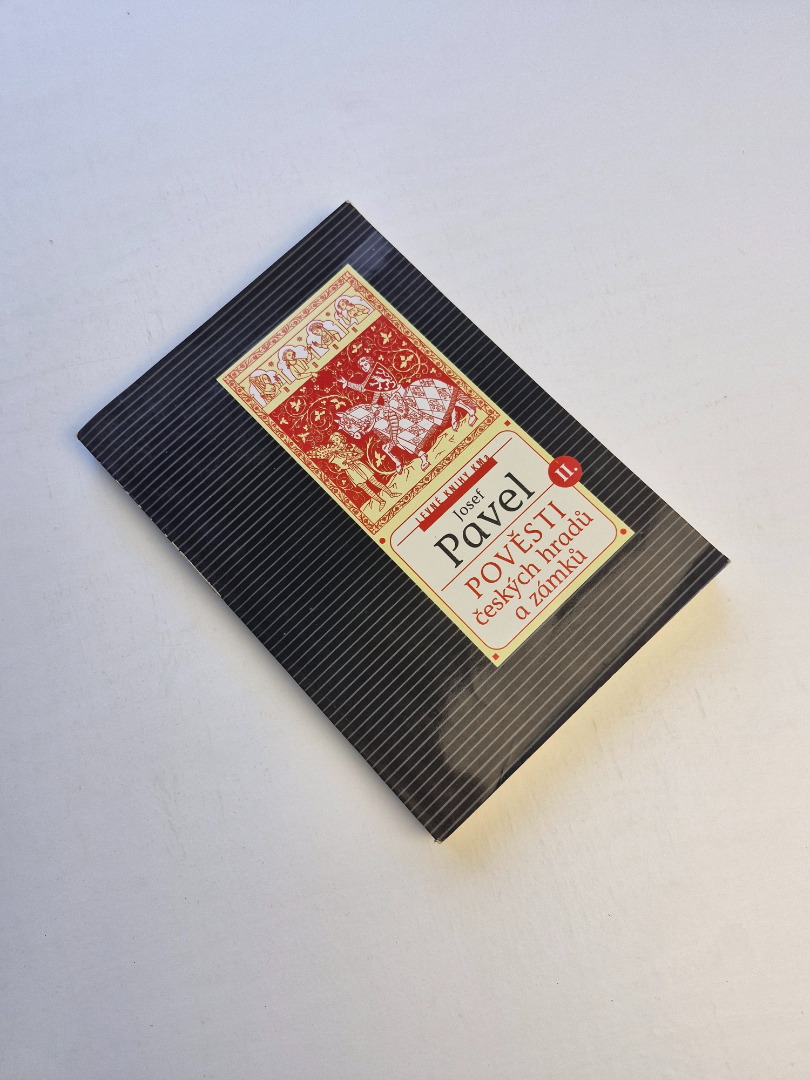 LEVNÉ KNIHY KMa
Josef
Pavel
II.
POVĚSTI
českých hradů
a zámků